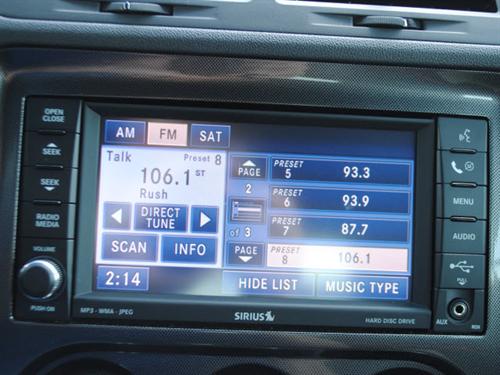 OPEN
CLOSE
SEEK
SEEK
RADIO
MEDIA
VOLUME
PUSH ON
AM FM SAT
Talk Preset 8
106.1 ST
Rush
DIRECT
TUNE
SCAN INFO
2:14
PAGE
2
of 3
PAGE
PRESET
5 93.3
PRESET
6 93.9
PRESET
7 87.7
PRESET
8 106.1
HIDE LIST MUSIC TYPE
MP3 - WMA - JPEG
SIRIUS
HARD DISC DRIVE
MENU
AUDIO
PULL
AUX